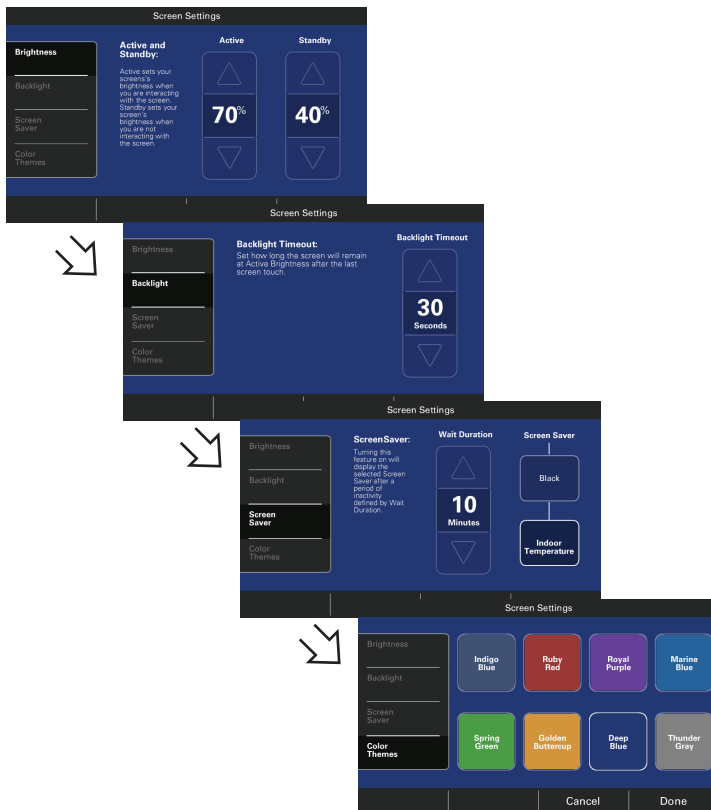 Screen Settings
Brightness
Backlight
Screen
Saver
Color
Themes
Active and
Standby:
Active sets your
screens's
brightness when
you are interacting
with the screen.
Standby sets your
screen's
brightness when
you are not
interacting with
the screen.
Active
70%
Standby
40%
Screen Settings
Brightness
Backlight
Screen
Saver
Color
Themes
Backlight Timeout:
Set how long the screen will remain
at Active Brightness after the last
screen touch.
Backlight Timeout
30
Seconds
Screen Settings
Brightness
Backlight
Screen
Saver
Color
Themes
ScreenSaver:
Turning this
feature on will
display the
selected Screen
Saver after a
period of
inactivity
defined by Wait
Duration.
Wait Duration
10
Minutes
Screen Saver
Black
Indoor
Temperature
Screen Settings
Brightness
Backlight
Screen
Saver
Color
Themes
Indigo
Blue
Ruby
Red
Royal
Purple
Marine
Blue
Spring
Green
Golden
Buttercup
Deep
Blue
Thunder
Gray
Cancel
Done